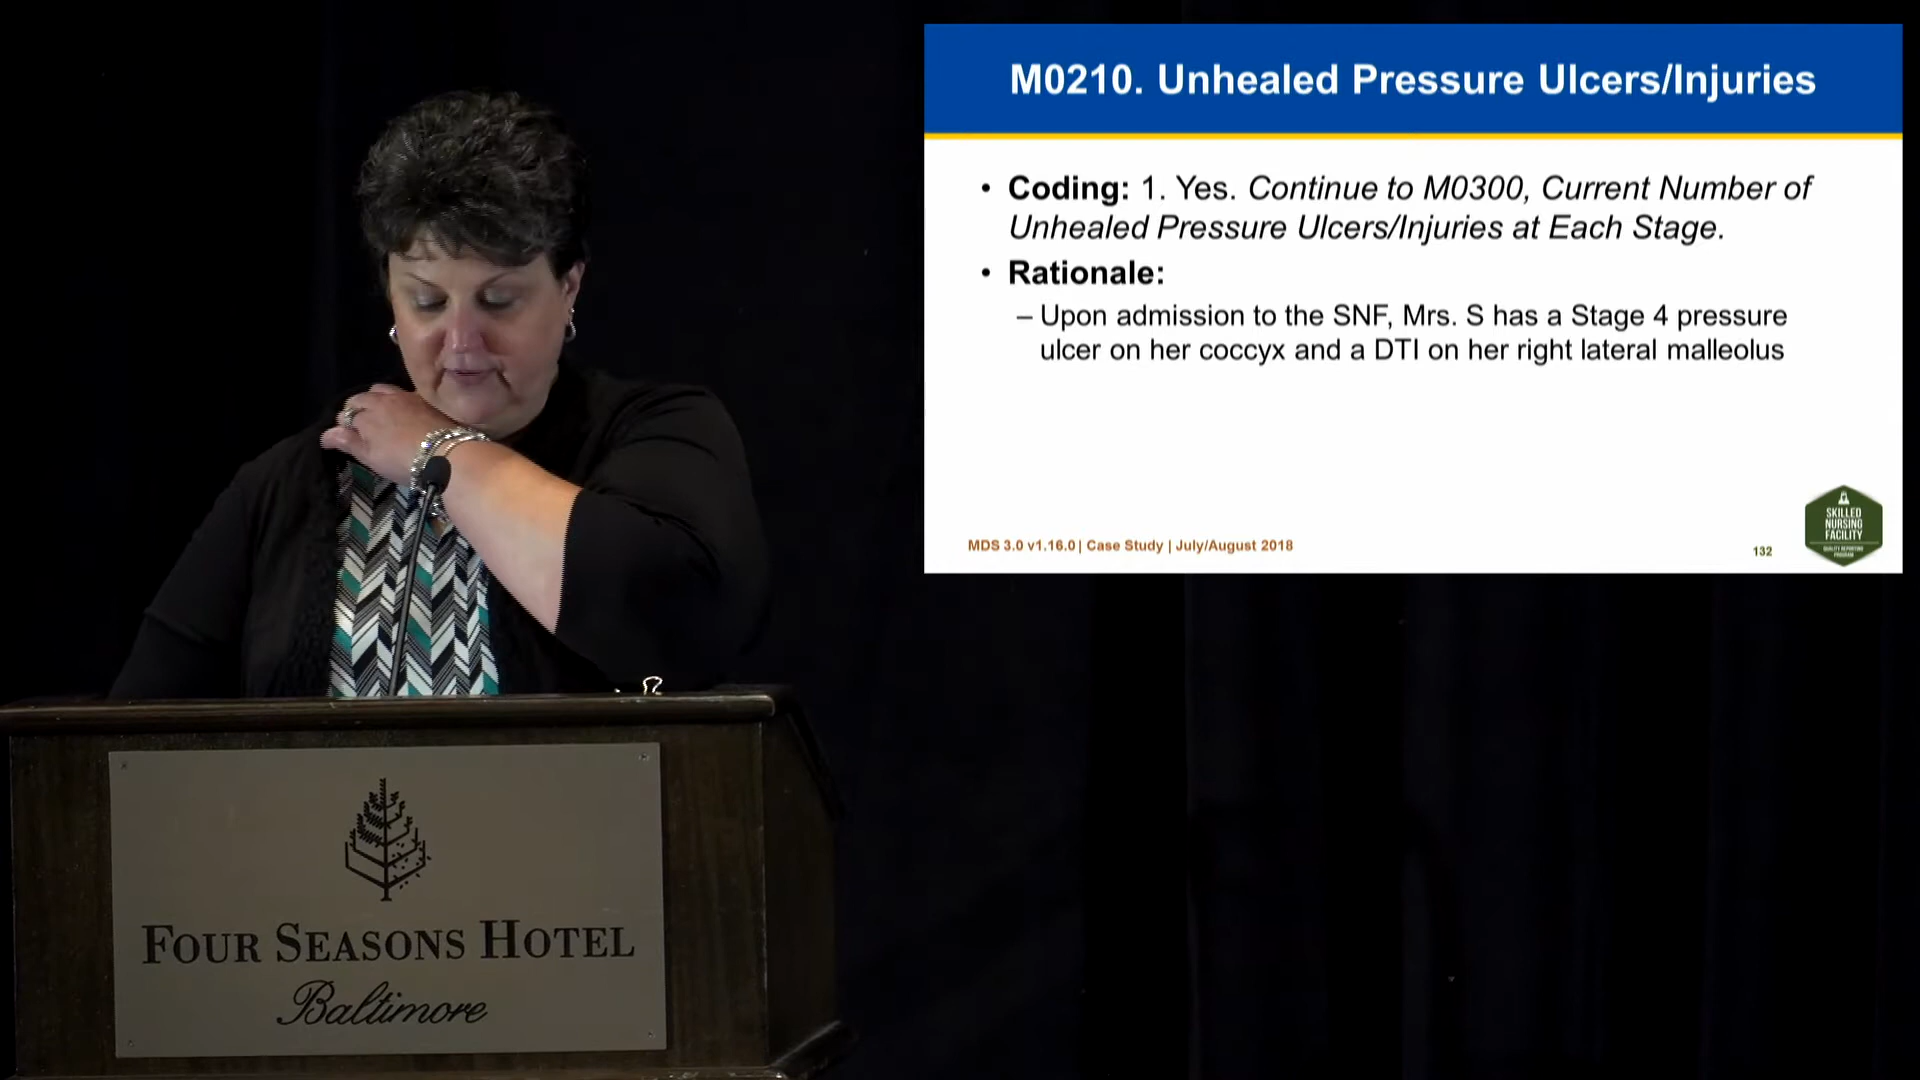 M0210. Unhealed Pressure Ulcers/Injuries
• Coding: 1. Yes. Continue to M0300, Current Number of
Unhealed Pressure Ulcers/Injuries at Each Stage.
• Rationale:
– Upon admission to the SNF, Mrs. S has a Stage 4 pressure
ulcer on her coccyx and a DTI on her right lateral malleolus
MDS 3.0 v1.16.0 | Case Study | July/August 2018
132
SKILLED
NURSING
FACILITY
QUALITY REPORTING
PROGRAM
FOUR SEASONS HOTEL
Baltimore